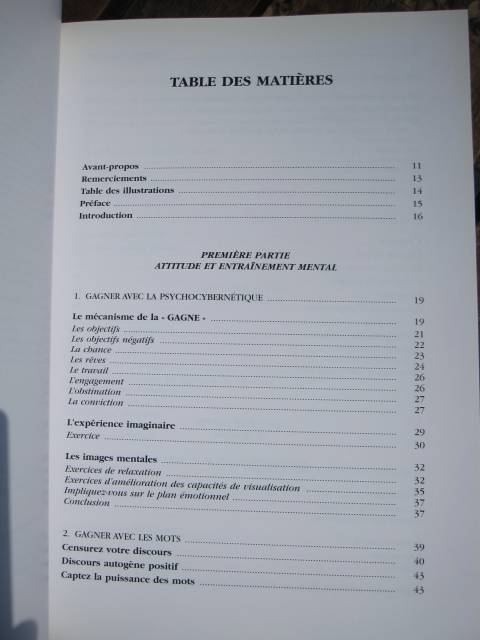 TABLE DES MATIÈRES
Avant-propos 11
Remerciements 13
Table des illustrations 14
Préface 15
Introduction 16
PREMIÈRE PARTIE
ATTITUDE ET ENTRAÎNEMENT MENTAL
1. GAGNER AVEC LA PSYCHOCYBERNÉTIQUE 19
Le mécanisme de la « GAGNE » 19
Les objectifs 21
Les objectifs négatifs 22
La chance 23
Les rêves 24
Le travail 26
L'engagement 26
L'obstination 27
La conviction 27
L'expérience imaginaire 29
Exercice 30
Les images mentales 32
Exercices de relaxation 32
Exercices d'amélioration des capacités de visualisation 35
Impliquez-vous sur le plan émotionnel 37
Conclusion 37
2. GAGNER AVEC LES MOTS 39
Censurez votre discours 40
Discours autogène positif 43
Captez la puissance des mots 43